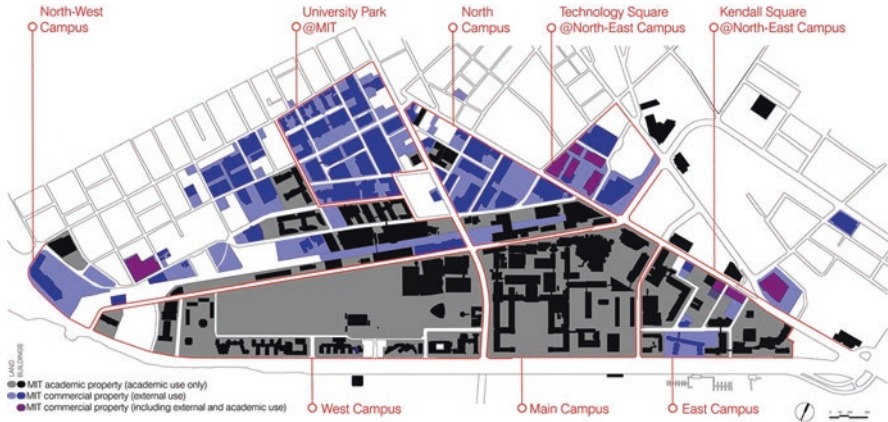 North-West
Campus
University Park
@MIT
North
Campus
Technology Square
@North-East Campus
Kendall Square
@North-East Campus
LAND
BUILDINGS
MIT academic property (academic use only)
MIT commercial property (external use)
MIT commercial property (including external and academic use)
West Campus
Main Campus
East Campus